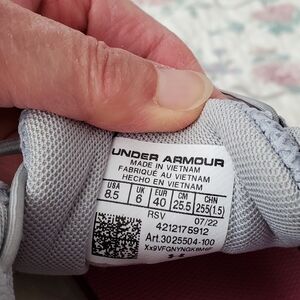 UNDER ARMOUR
MADE IN VIETNAM
FABRIQUÉ AU VIETNAM
HECHO EN VIETNAM
USA UK EUR CM CHN
8.5 6 40 25.5 255(1.5)
RSV 07/22
4212175912
Art.3025504-100